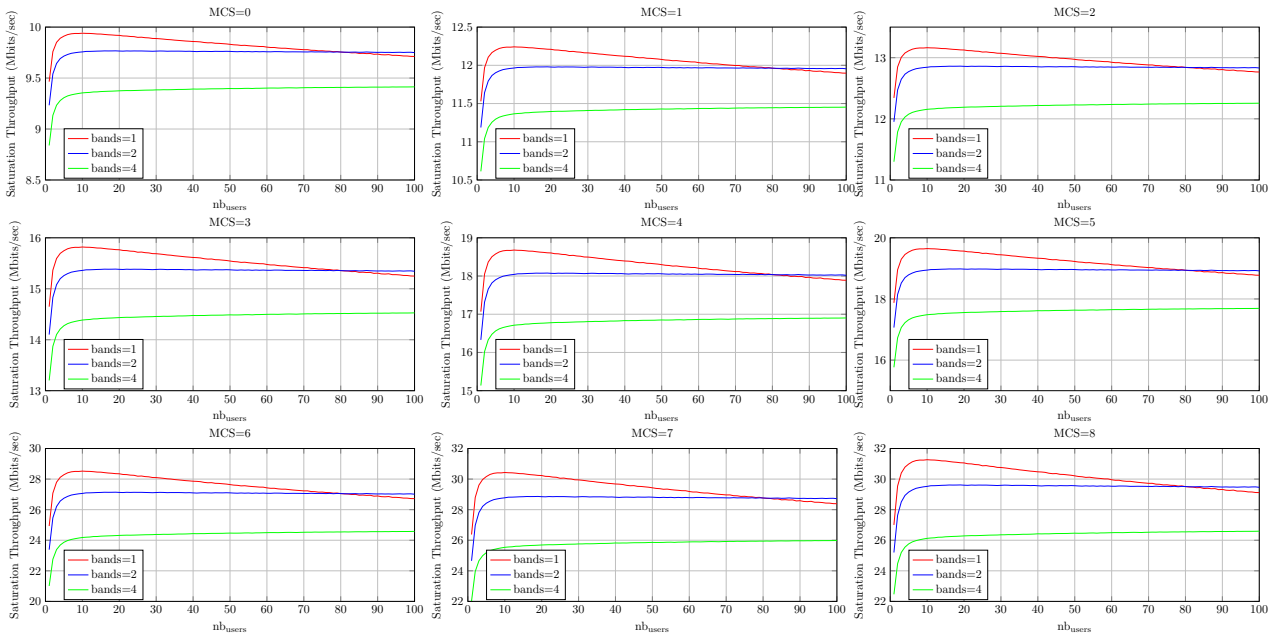 MCS=0
Saturation Throughput (Mbits/sec)
10
9.5
9
8.5
bands=1
bands=2
bands=4
0 10 20 30 40 50 60 70 80 90 100
nb_users
MCS=1
Saturation Throughput (Mbits/sec)
12.5
12
11.5
11
10.5
bands=1
bands=2
bands=4
0 10 20 30 40 50 60 70 80 90 100
nb_users
MCS=2
Saturation Throughput (Mbits/sec)
13
12
11
bands=1
bands=2
bands=4
0 10 20 30 40 50 60 70 80 90 100
nb_users
MCS=3
Saturation Throughput (Mbits/sec)
16
15
14
13
bands=1
bands=2
bands=4
0 10 20 30 40 50 60 70 80 90 100
nb_users
MCS=4
Saturation Throughput (Mbits/sec)
19
18
17
16
15
bands=1
bands=2
bands=4
0 10 20 30 40 50 60 70 80 90 100
nb_users
MCS=5
Saturation Throughput (Mbits/sec)
20
18
16
bands=1
bands=2
bands=4
0 10 20 30 40 50 60 70 80 90 100
nb_users
MCS=6
Saturation Throughput (Mbits/sec)
30
28
26
24
22
20
bands=1
bands=2
bands=4
0 10 20 30 40 50 60 70 80 90 100
nb_users
MCS=7
Saturation Throughput (Mbits/sec)
32
30
28
26
24
22
bands=1
bands=2
bands=4
0 10 20 30 40 50 60 70 80 90 100
nb_users
MCS=8
Saturation Throughput (Mbits/sec)
32
30
28
26
24
22
bands=1
bands=2
bands=4
0 10 20 30 40 50 60 70 80 90 100
nb_users